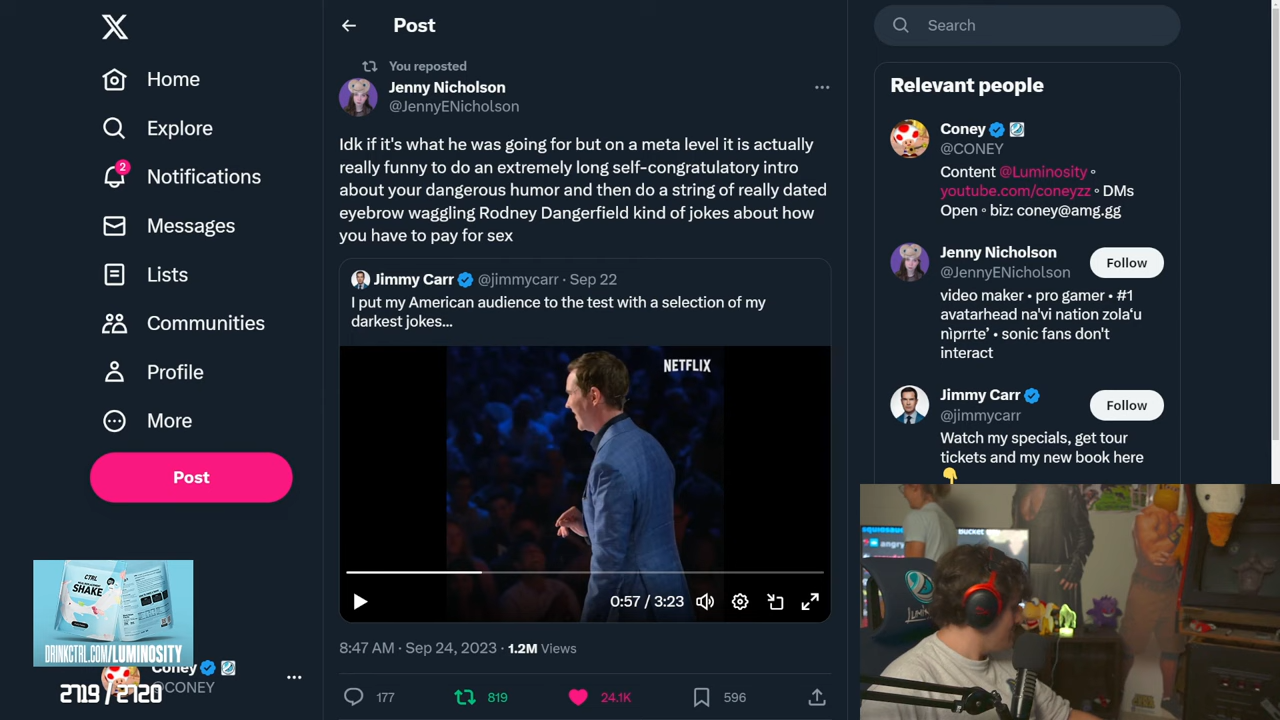 Home
Explore
2
Notifications
Messages
Lists
Communities
Profile
More
Post
Post
You reposted
Jenny Nicholson
@JennyENicholson
Idk if it's what he was going for but on a meta level it is actually
really funny to do an extremely long self-congratulatory intro
about your dangerous humor and then do a string of really dated
eyebrow waggling Rodney Dangerfield kind of jokes about how
you have to pay for sex
Jimmy Carr @jimmycarr · Sep 22
I put my American audience to the test with a selection of my
darkest jokes...
NETFLIX
0:57 / 3:23
8:47 AM · Sep 24, 2023 · 1.2M Views
177
819
24.1K
596
Search
Relevant people
Coney
@CONEY
Content @Luminosity ◦
youtube.com/coneyzz ◦ DMs
Open ◦ biz: coney@amg.gg
Jenny Nicholson
@JennyENicholson
Follow
video maker • pro gamer • #1
avatarhead na'vi nation zola'u
nìprrte' • sonic fans don't
interact
Jimmy Carr
@jimmycarr
Follow
Watch my specials, get tour
tickets and my new book here
CTRL
SHAKE
DRINKCTRL.COM/LUMINOSITY
Coney
@CONEY
2719 / 2720
bucket
angry